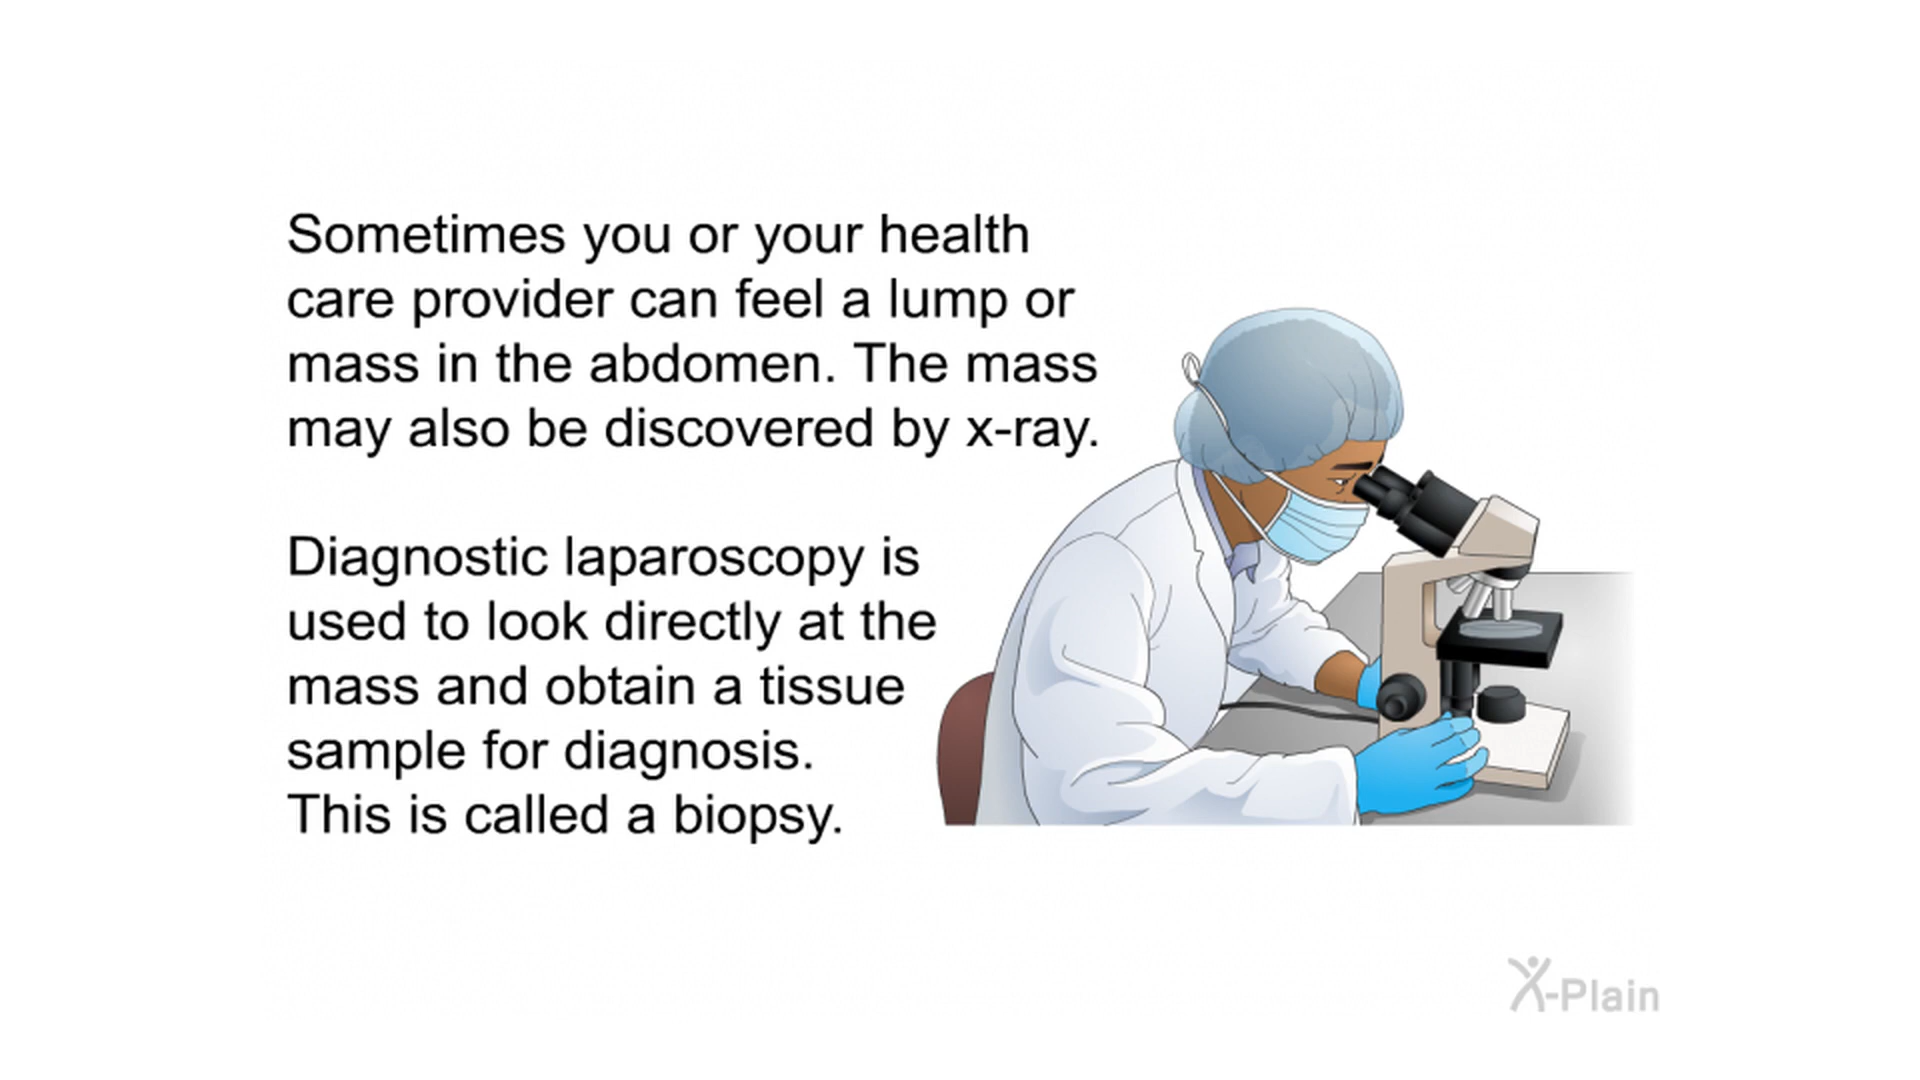 Sometimes you or your health
care provider can feel a lump or
mass in the abdomen. The mass
may also be discovered by x-ray.
Diagnostic laparoscopy is
used to look directly at the
mass and obtain a tissue
sample for diagnosis.
This is called a biopsy.
X-Plain